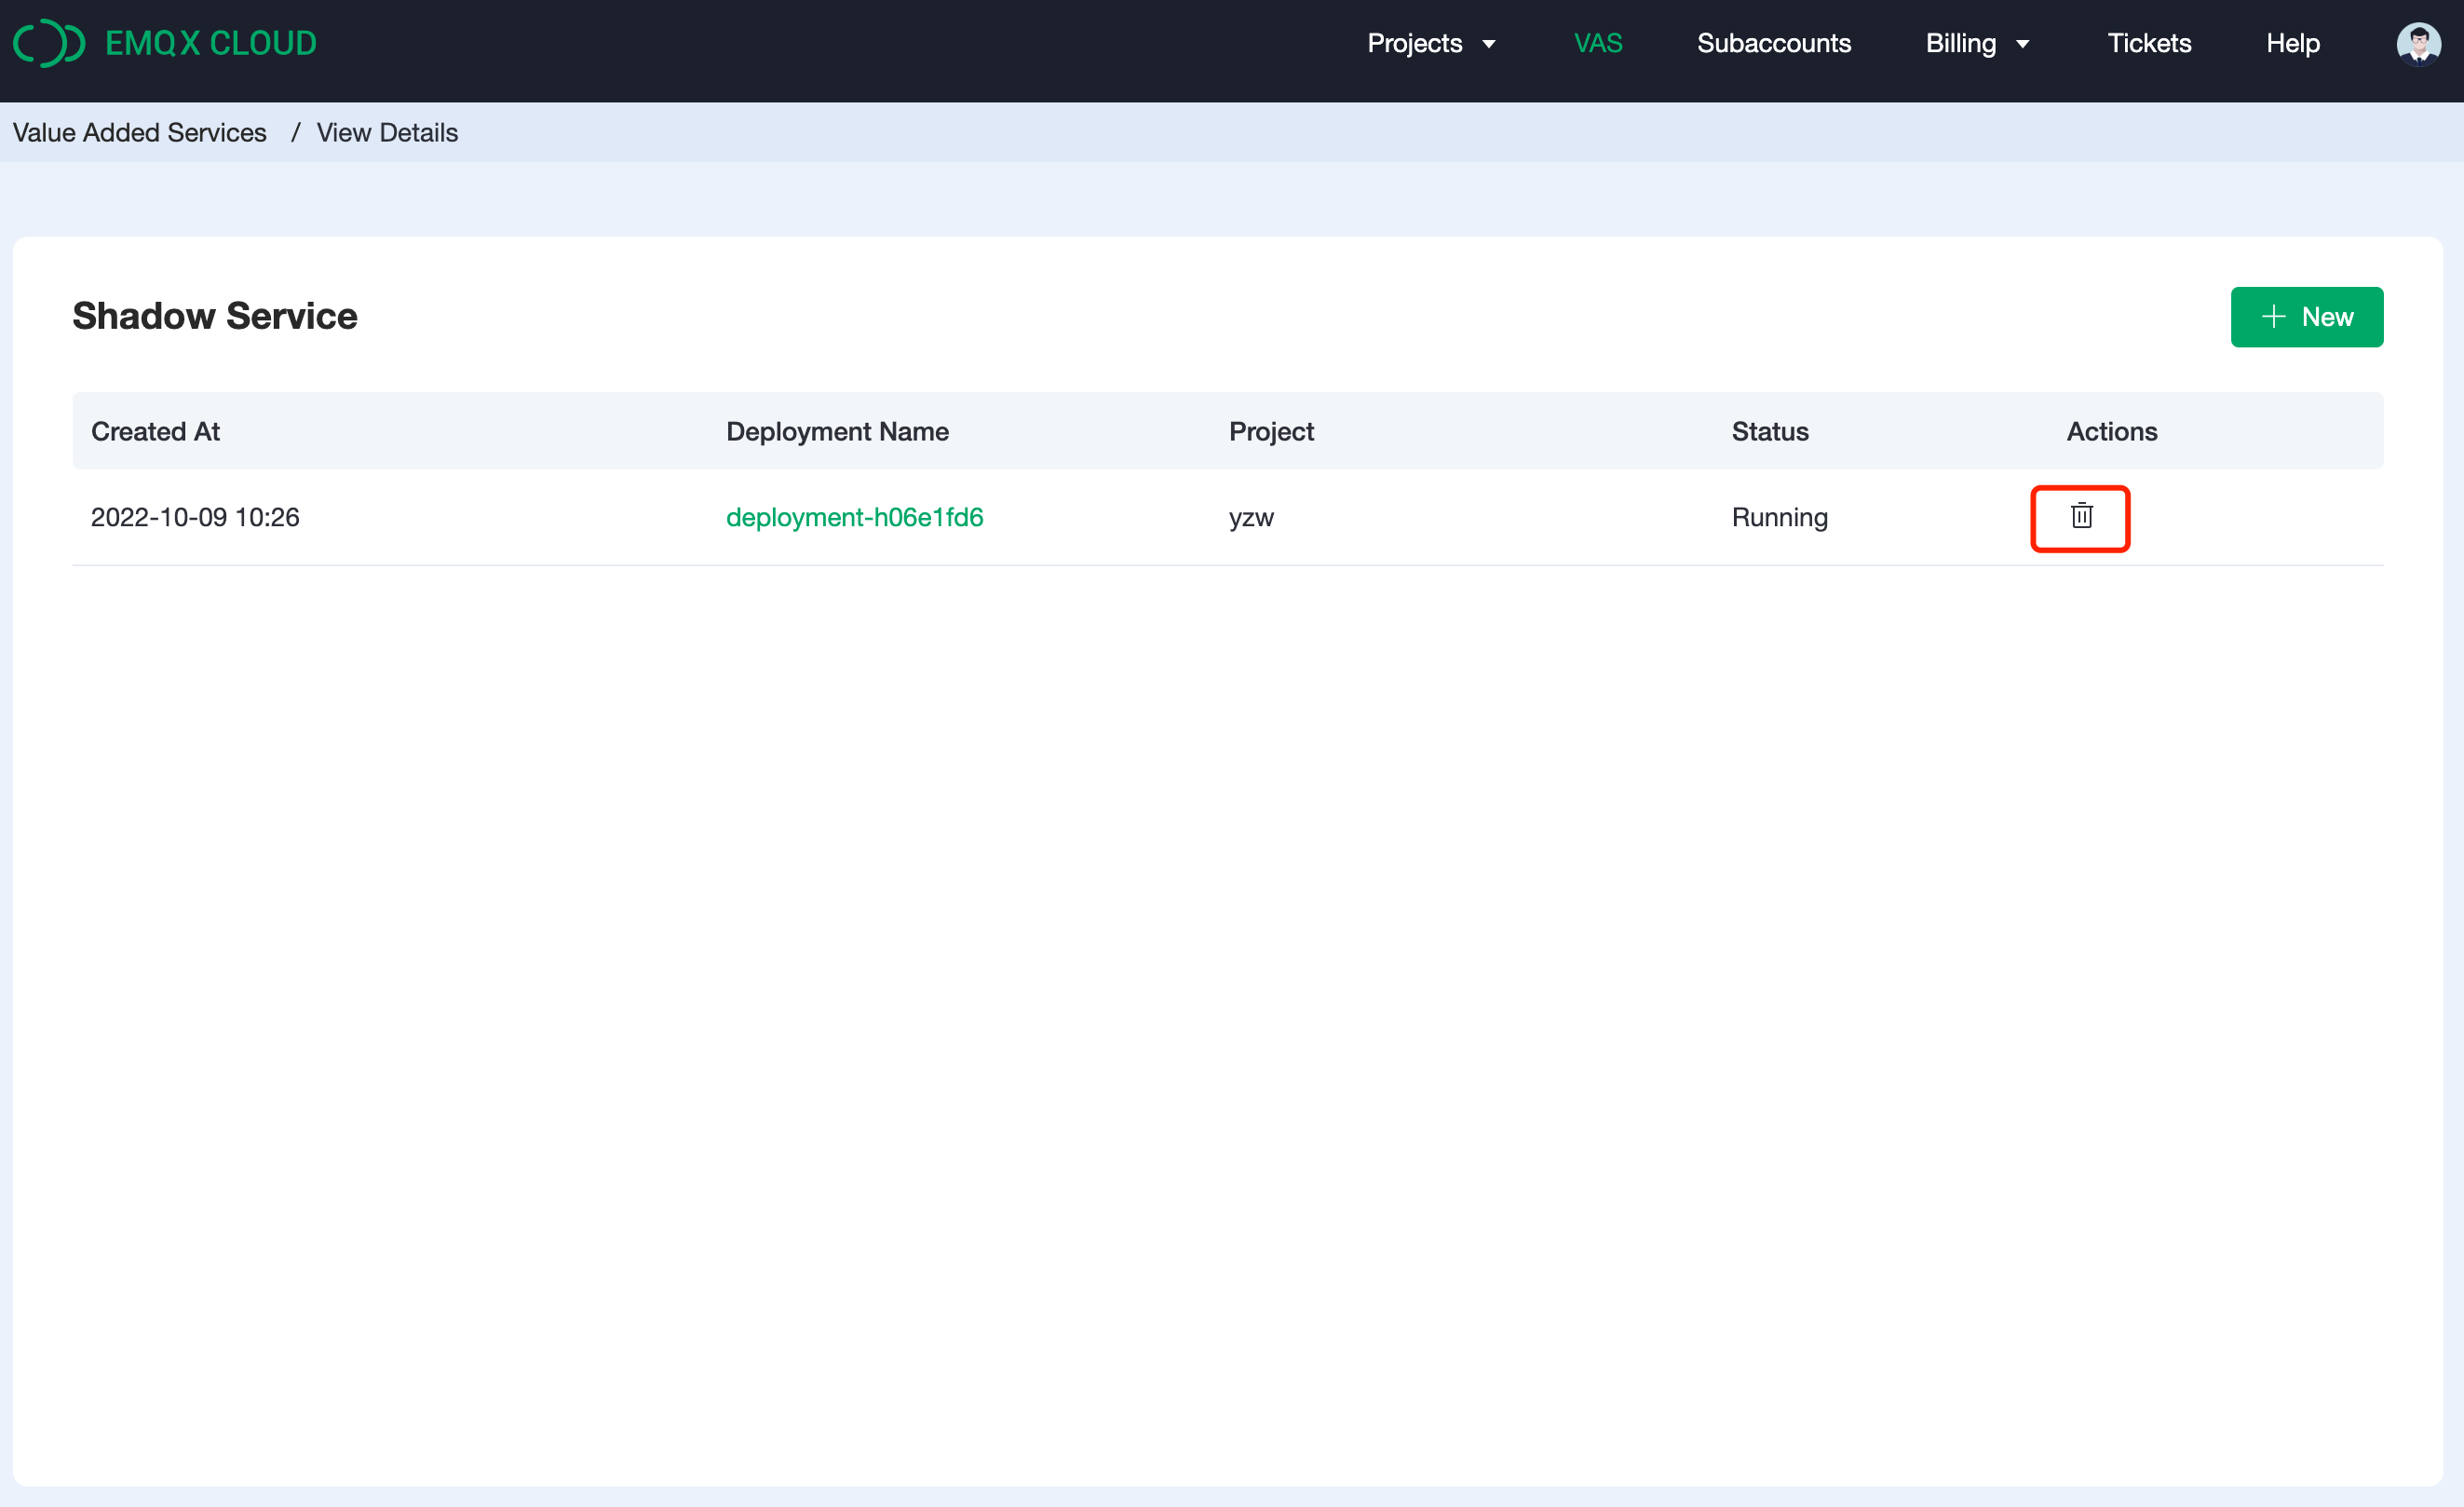 EMQX CLOUD Projects VAS Subaccounts Billing Tickets Help
Value Added Services / View Details
Shadow Service
+ New
Created At Deployment Name Project Status Actions
2022-10-09 10:26 deployment-h06e1fd6 yzw Running